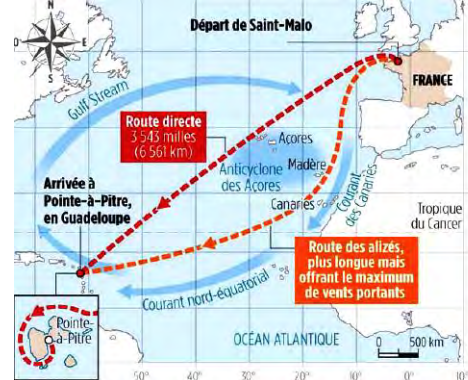 N
S
Départ de Saint-Malo
FRANCE
Gulf Stream
Route directe
3 543 milles
(6 561 km)
Açores
Anticyclone
des Açores
Madère
Canaries
Courant
des Canaries
Arrivée à
Pointe-à-Pitre,
en Guadeloupe
Tropique
du Cancer
Route des alizés,
plus longue mais
offrant le maximum
de vents portants
Courant nord-équatorial
Pointe-
à-Pitre
OCÉAN ATLANTIQUE
0 500 km
50° 40° 30° 20° 10° 0° 10°